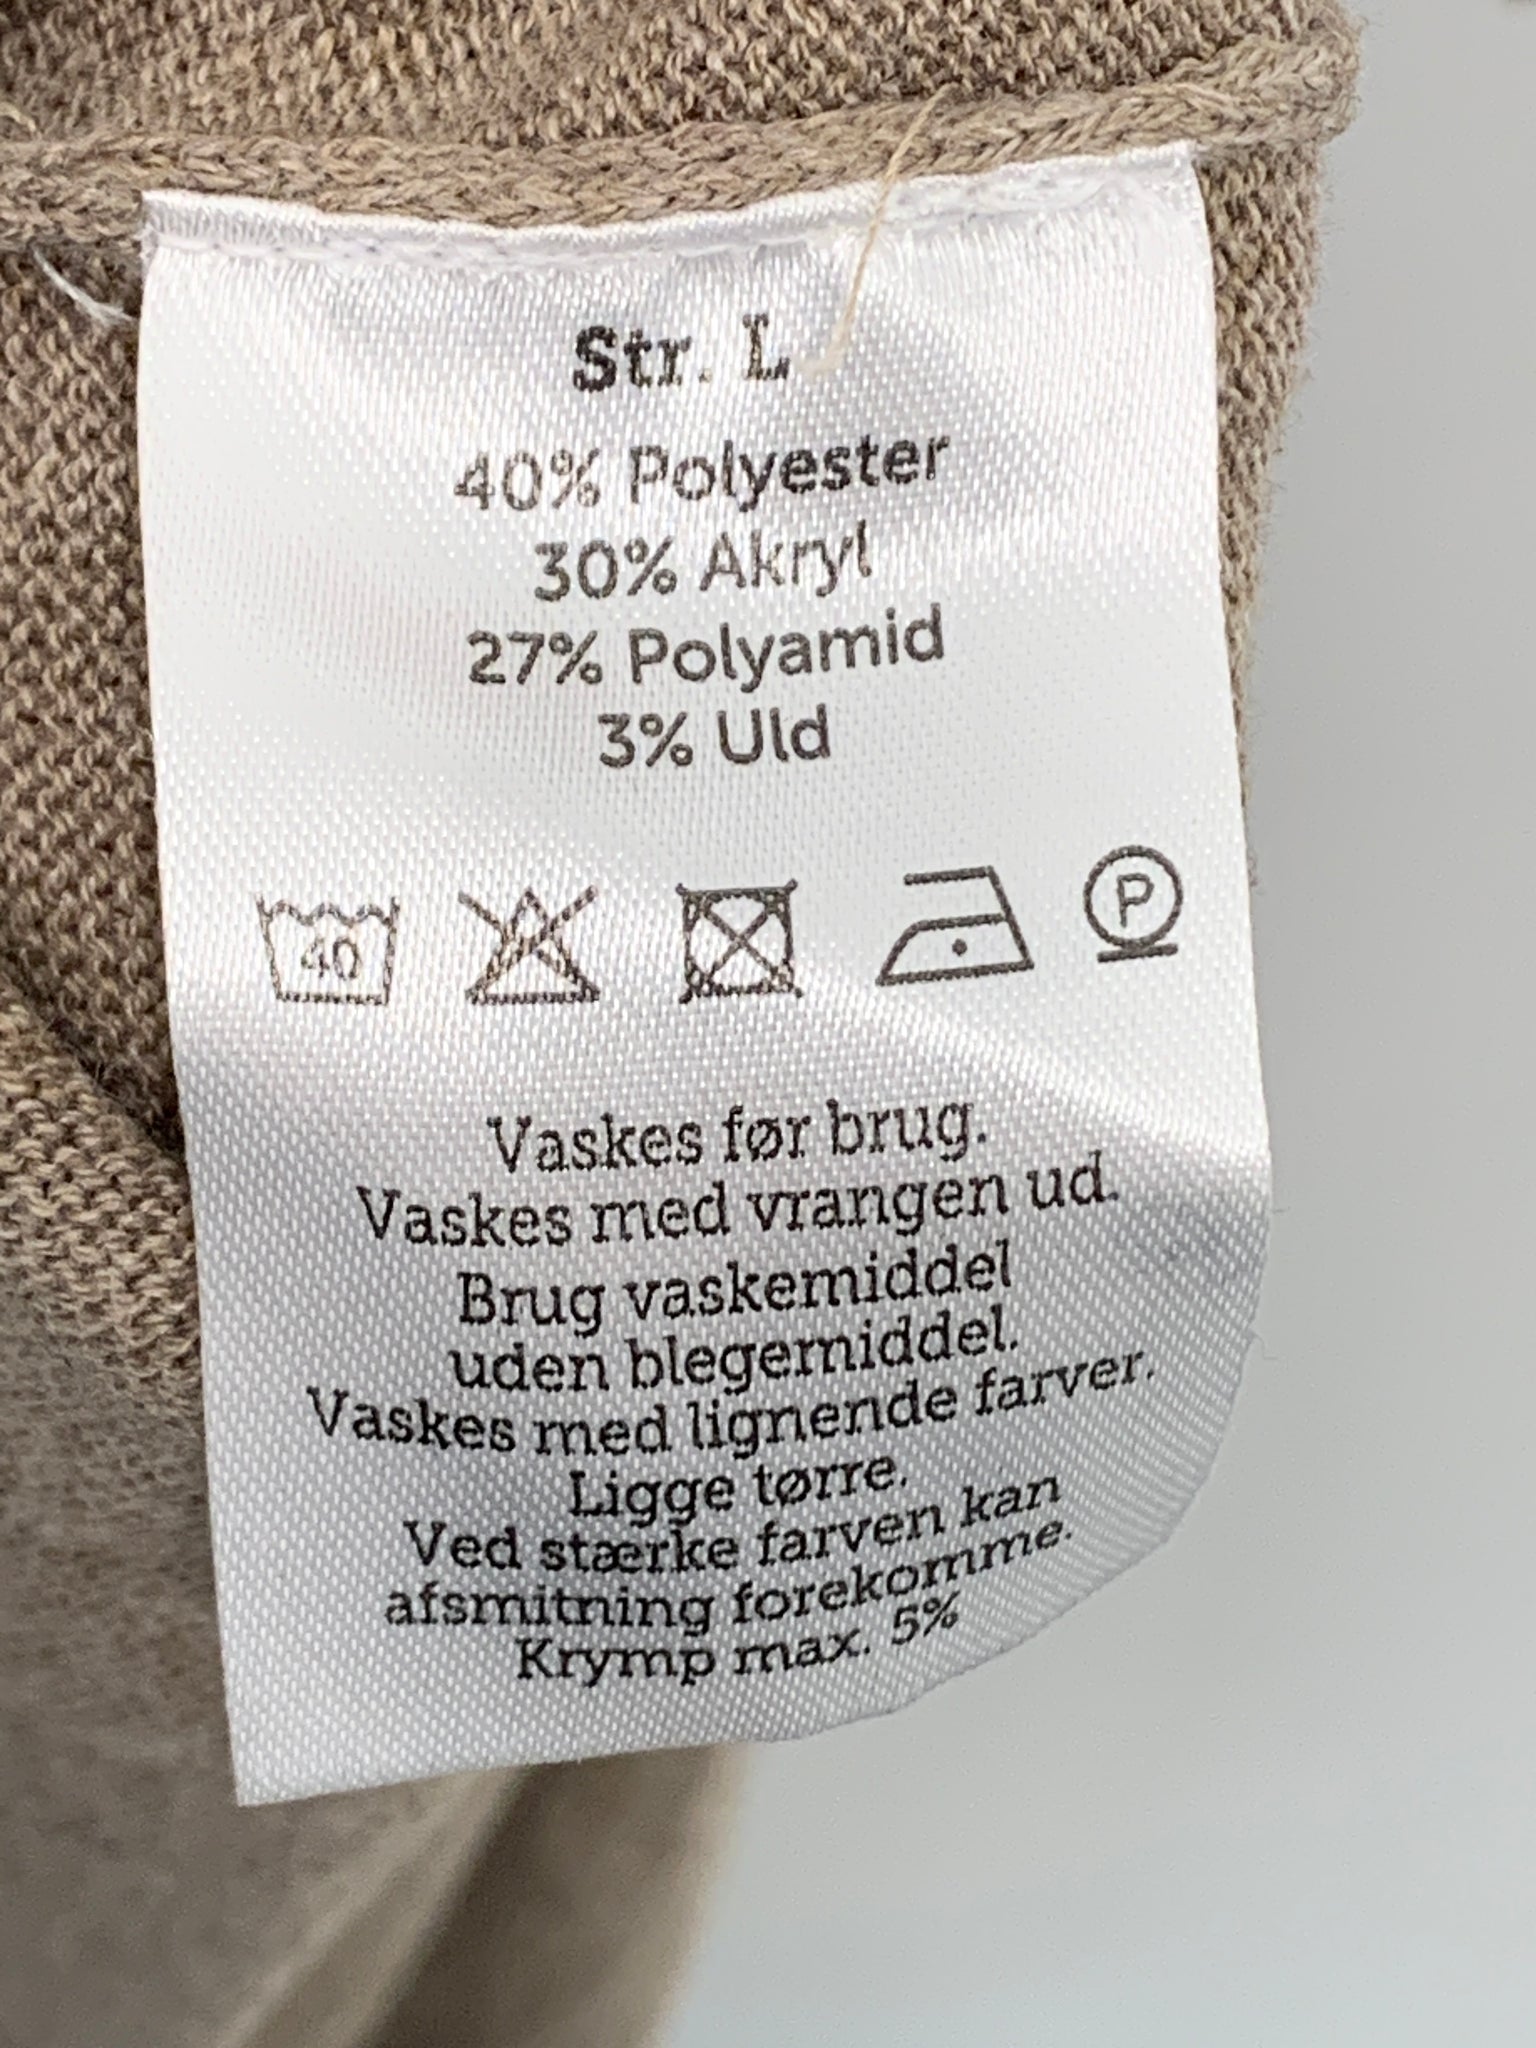 Str. L
40% Polyester
30% Akryl
27% Polyamid
3% Uld
40 P
Vaskes før brug.
Vaskes med vrangen ud.
Brug vaskemiddel
uden blegemiddel.
Vaskes med lignende farver.
Ligge tørre.
Ved stærke farven kan
afsmitning forekomme.
Krymp max. 5%